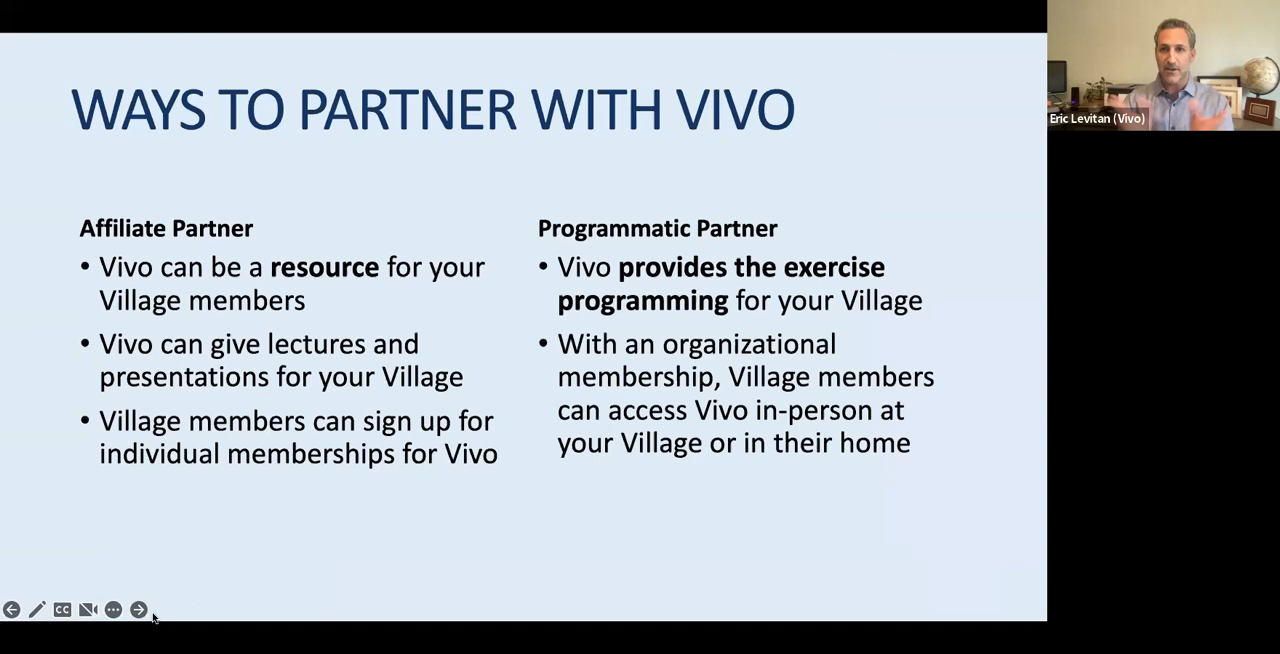 WAYS TO PARTNER WITH VIVO
Eric Levitan (Vivo)
Affiliate Partner
• Vivo can be a resource for your
Village members
• Vivo can give lectures and
presentations for your Village
• Village members can sign up for
individual memberships for Vivo
Programmatic Partner
• Vivo provides the exercise
programming for your Village
• With an organizational
membership, Village members
can access Vivo in-person at
your Village or in their home
CC